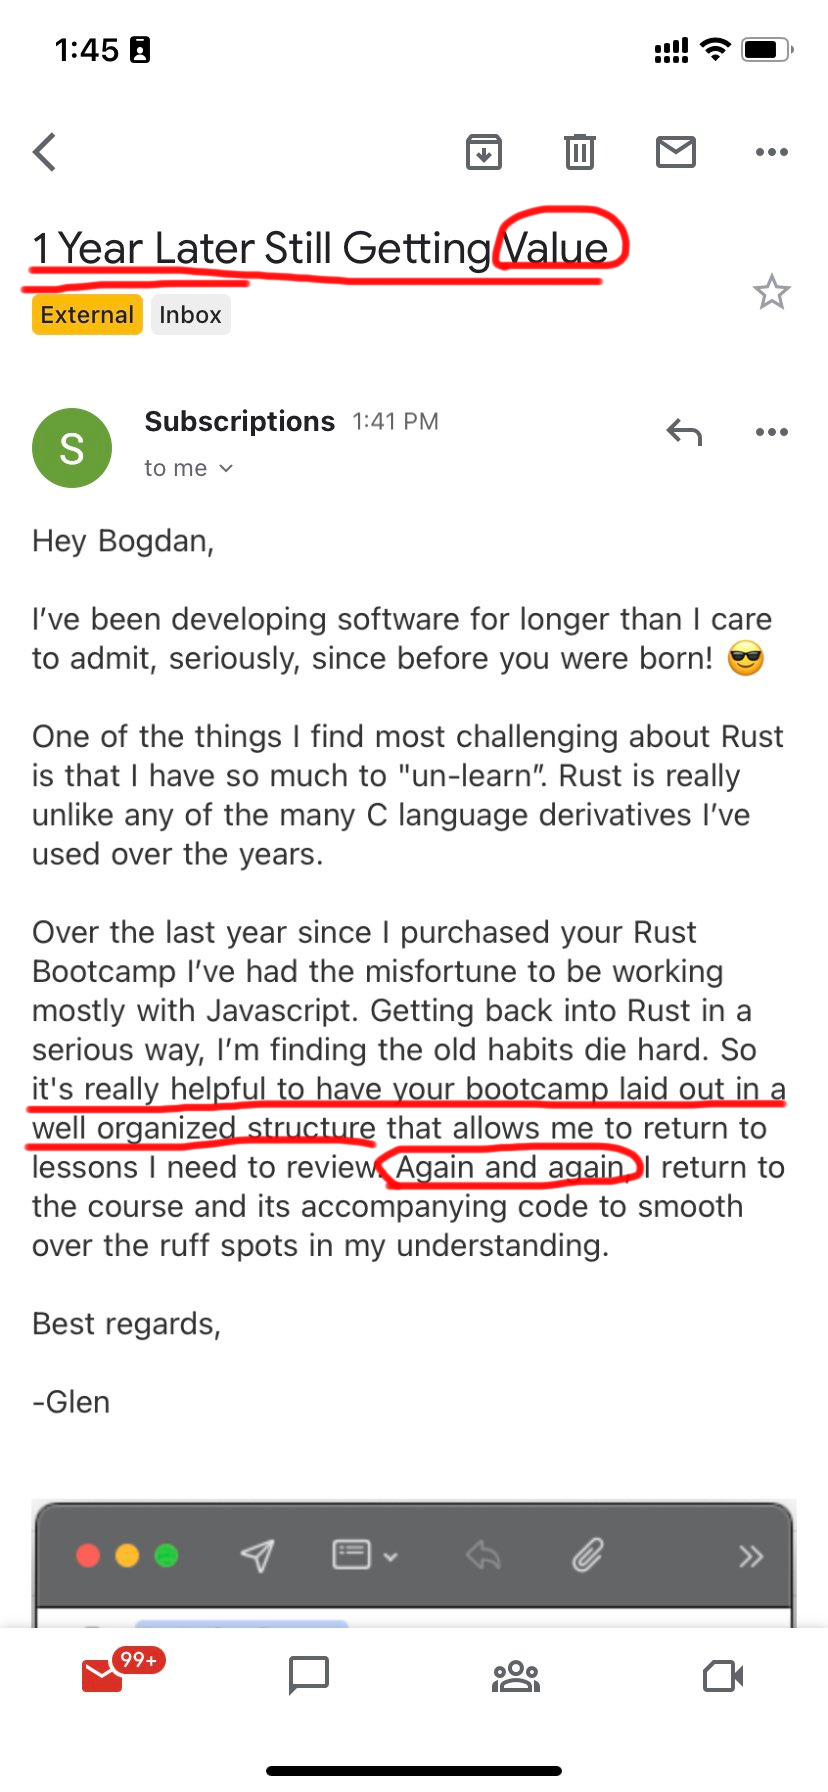 1:45
1 Year Later Still Getting Value
External Inbox
Subscriptions 1:41 PM
S
to me
Hey Bogdan,
I’ve been developing software for longer than I care
to admit, seriously, since before you were born! 😎
One of the things I find most challenging about Rust
is that I have so much to "un-learn”. Rust is really
unlike any of the many C language derivatives I’ve
used over the years.
Over the last year since I purchased your Rust
Bootcamp I’ve had the misfortune to be working
mostly with Javascript. Getting back into Rust in a
serious way, I’m finding the old habits die hard. So
it's really helpful to have your bootcamp laid out in a
well organized structure that allows me to return to
lessons I need to review. Again and again, I return to
the course and its accompanying code to smooth
over the ruff spots in my understanding.
Best regards,
-Glen
99+